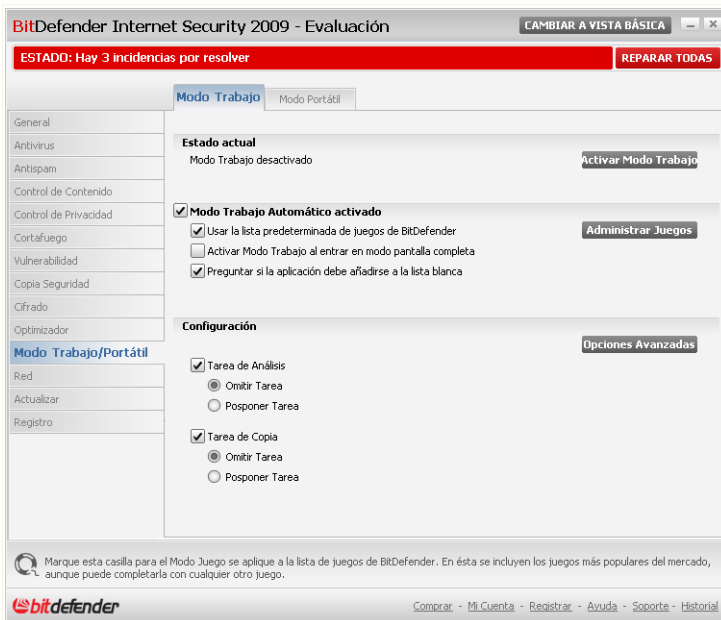 BitDefender Internet Security 2009 - Evaluación
CAMBIAR A VISTA BÁSICA
ESTADO: Hay 3 incidencias por resolver
REPARAR TODAS
Modo Trabajo
Modo Portátil
General
Antivirus
Antispam
Control de Contenido
Control de Privacidad
Cortafuego
Vulnerabilidad
Copia Seguridad
Cifrado
Optimizador
Modo Trabajo/Portátil
Red
Actualizar
Registro
Estado actual
Modo Trabajo desactivado
Activar Modo Trabajo
Modo Trabajo Automático activado
Usar la lista predeterminada de juegos de BitDefender
Administrar Juegos
Activar Modo Trabajo al entrar en modo pantalla completa
Preguntar si la aplicación debe añadirse a la lista blanca
Configuración
Opciones Avanzadas
Tarea de Análisis
Omitir Tarea
Posponer Tarea
Tarea de Copia
Omitir Tarea
Posponer Tarea
Marque esta casilla para el Modo Juego se aplique a la lista de juegos de BitDefender. En ésta se incluyen los juegos más populares del mercado,
aunque puede completarla con cualquier otro juego.
bitdefender
Comprar - Mi Cuenta - Registrar - Ayuda - Soporte - Historial